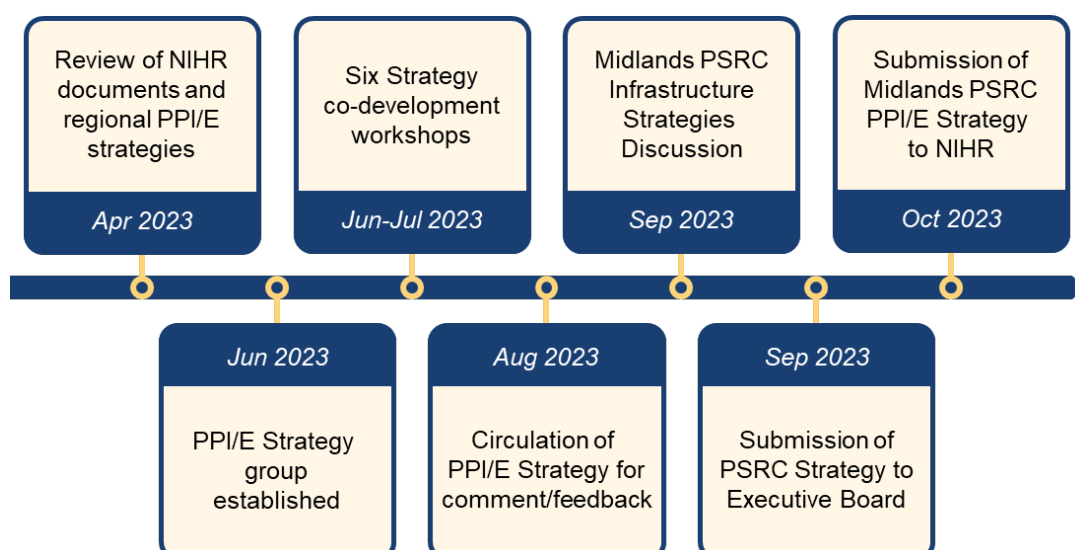 Review of NIHR
documents and
regional PPI/E
strategies
Apr 2023
Six Strategy
co-development
workshops
Jun-Jul 2023
Midlands PSRC
Infrastructure
Strategies
Discussion
Sep 2023
Submission of
Midlands PSRC
PPI/E Strategy
to NIHR
Oct 2023
Jun 2023
PPI/E Strategy
group
established
Aug 2023
Circulation of
PPI/E Strategy for
comment/feedback
Sep 2023
Submission of
PSRC Strategy to
Executive Board